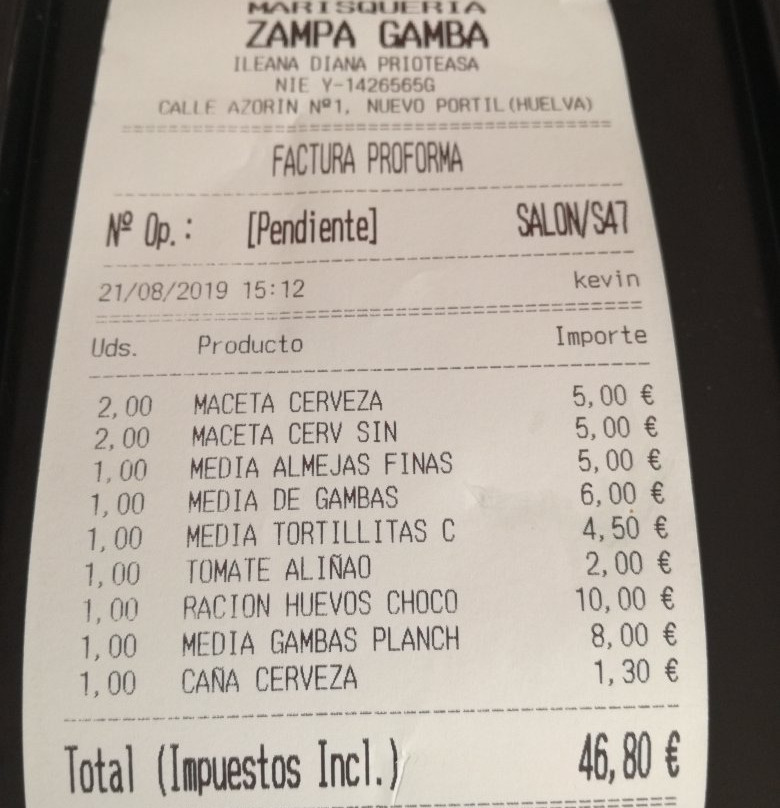 MARISQUERIA
ZAMPA GAMBA
ILEANA DIANA PRIOTEASA
NIE Y-1426565G
CALLE AZORIN Nº1, NUEVO PORTIL(HUELVA)
FACTURA PROFORMA
Nº Op.: [Pendiente] SALON/S47
21/08/2019 15:12 kevin
Uds. Producto Importe
2,00 MACETA CERVEZA 5,00 €
2,00 MACETA CERV SIN 5,00 €
1,00 MEDIA ALMEJAS FINAS 5,00 €
1,00 MEDIA DE GAMBAS 6,00 €
1,00 MEDIA TORTILLITAS C 4,50 €
1,00 TOMATE ALIÑAO 2,00 €
1,00 RACION HUEVOS CHOCO 10,00 €
1,00 MEDIA GAMBAS PLANCH 8,00 €
1,00 CAÑA CERVEZA 1,30 €
Total (Impuestos Incl.) 46,80 €